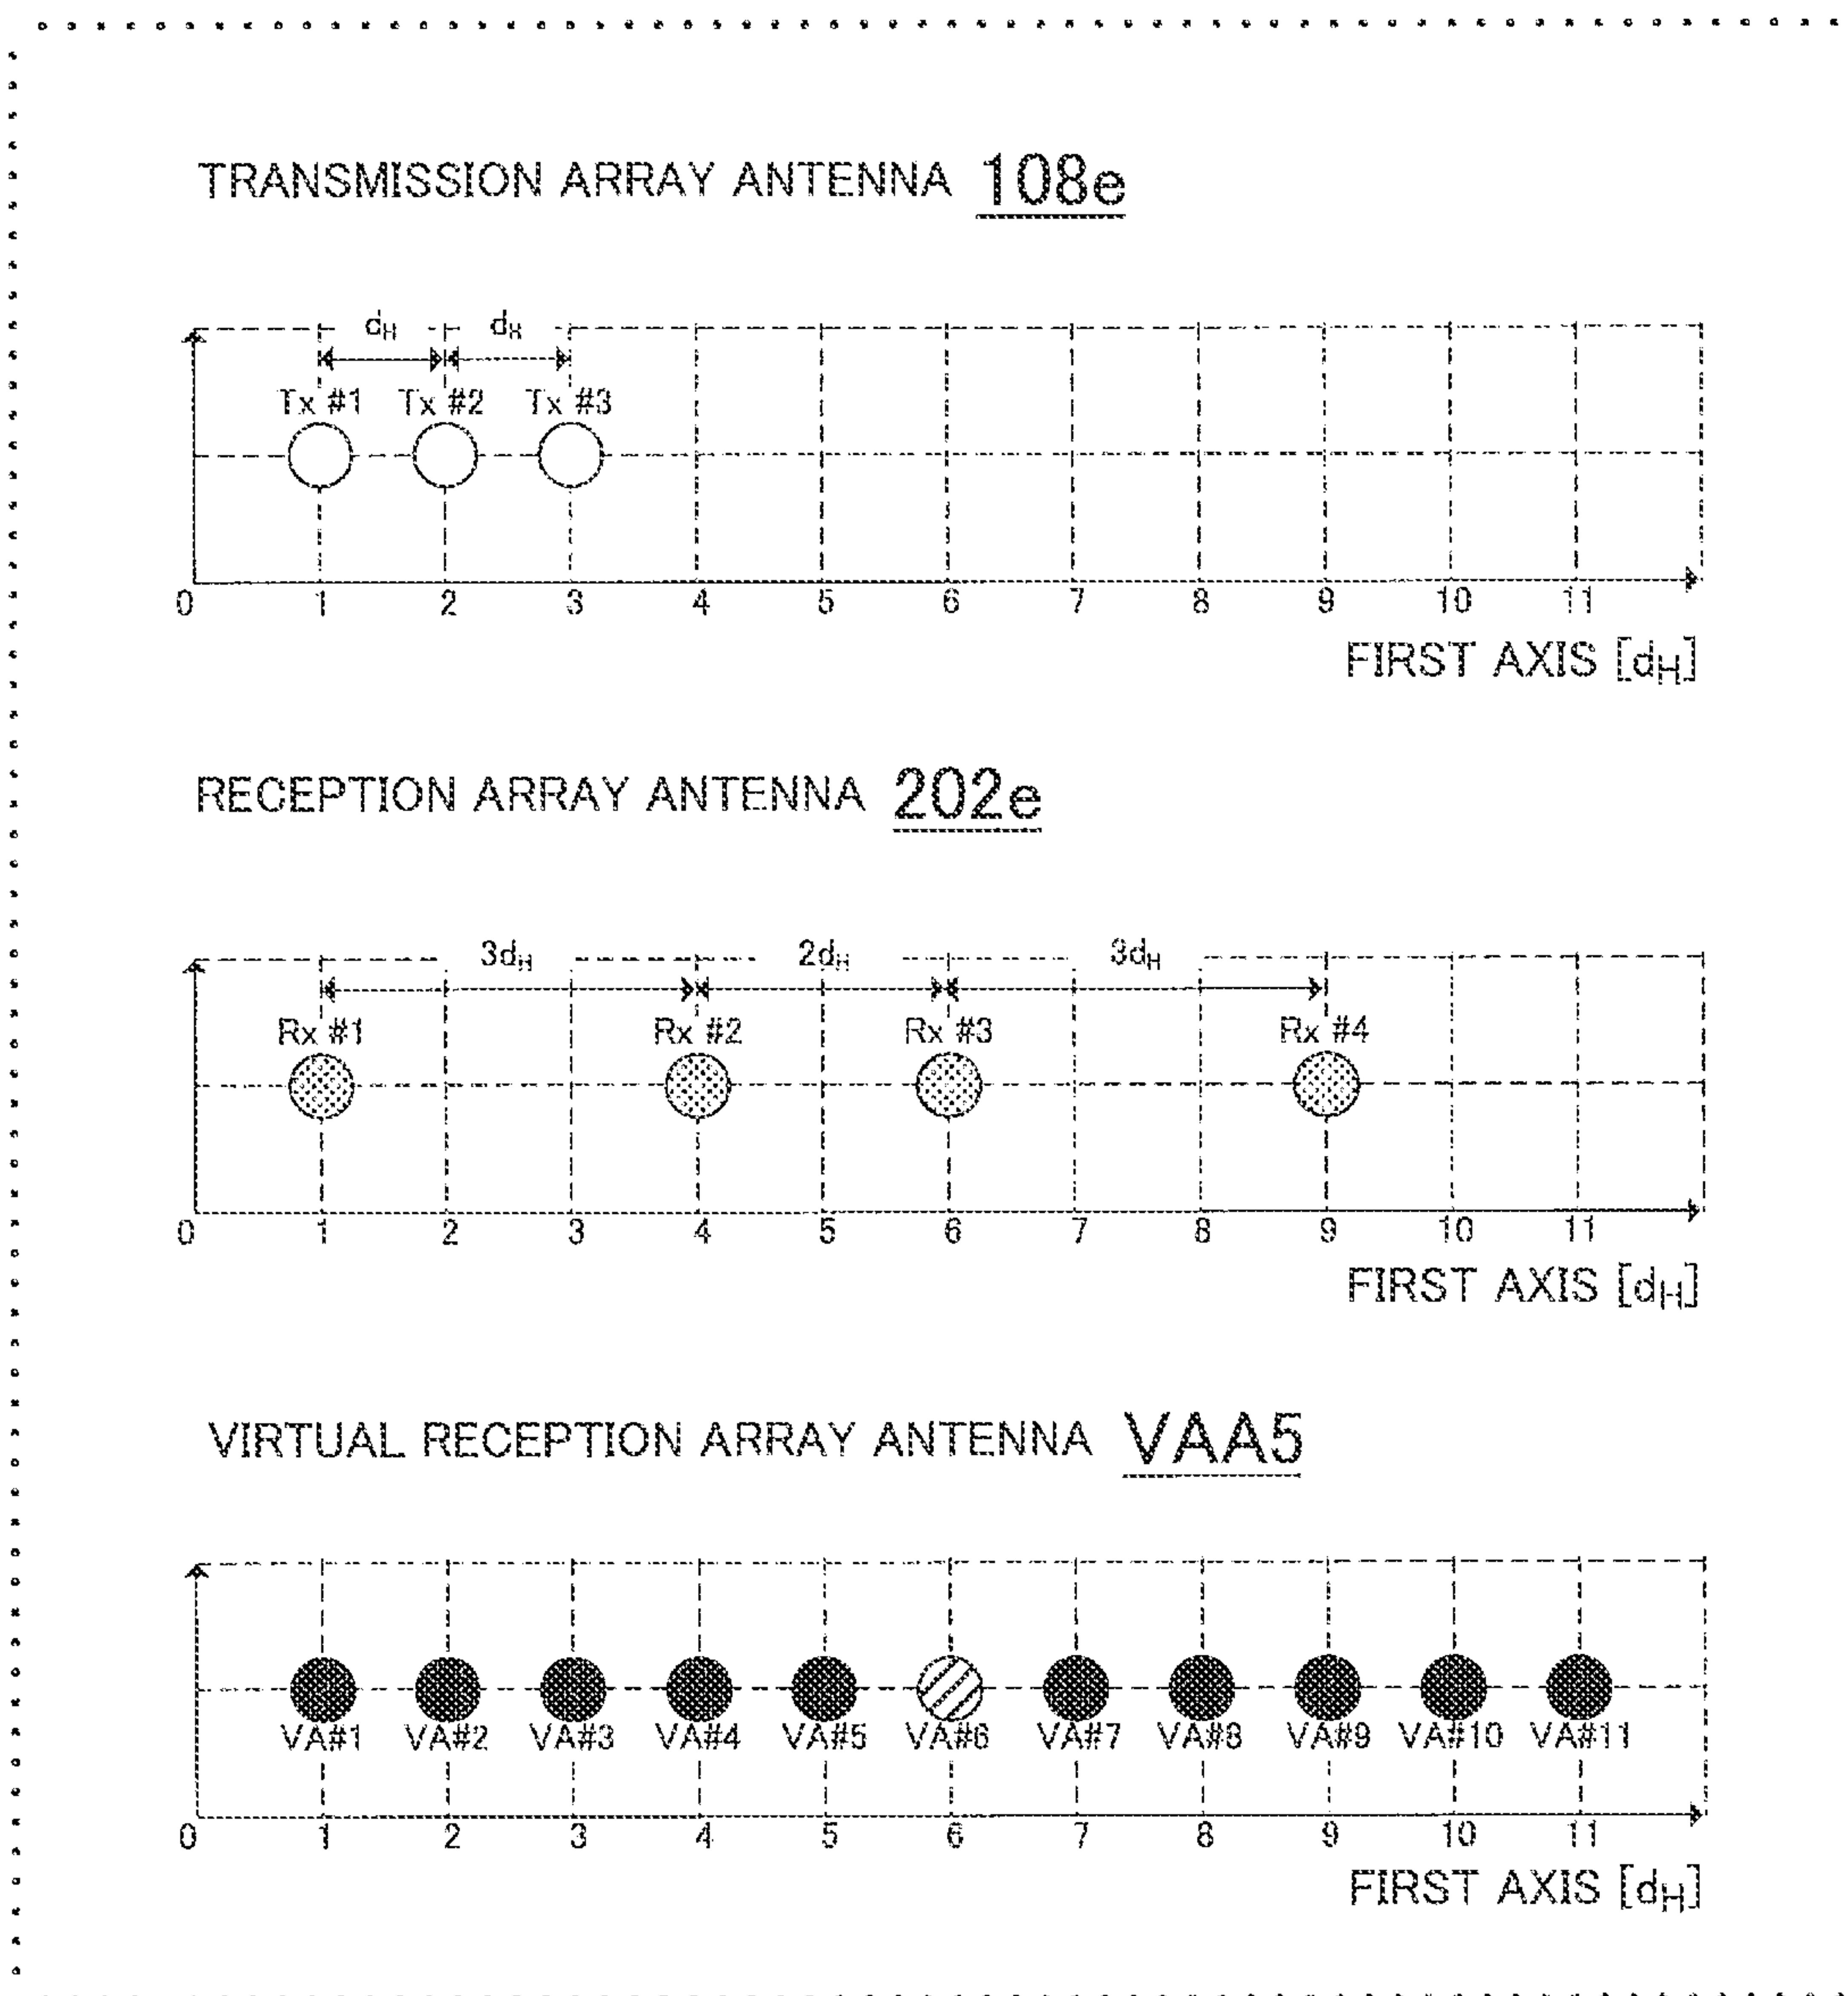 TRANSMISSION ARRAY ANTENNA 108e
dH dH
Tx #1 Tx #2 Tx #3
0 1 2 3 4 5 6 7 8 9 10 11
FIRST AXIS [dH]
RECEPTION ARRAY ANTENNA 202e
3dH 2dH 3dH
Rx #1 Rx #2 Rx #3 Rx #4
0 1 2 3 4 5 6 7 8 9 10 11
FIRST AXIS [dH]
VIRTUAL RECEPTION ARRAY ANTENNA VAA5
VA#1 VA#2 VA#3 VA#4 VA#5 VA#6 VA#7 VA#8 VA#9 VA#10 VA#11
0 1 2 3 4 5 6 7 8 9 10 11
FIRST AXIS [dH]